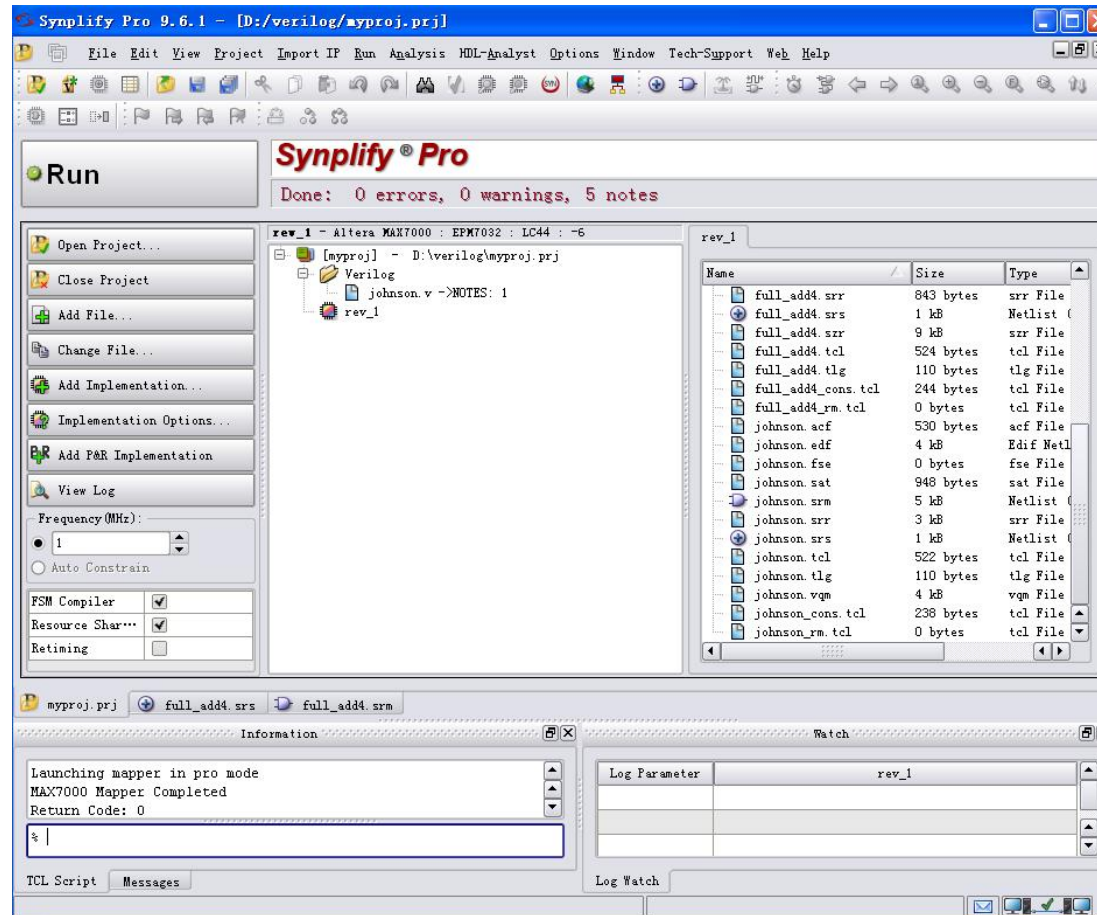 Synplify Pro 9.6.1 - [D:/verilog/myproj.prj]
File Edit View Project Import IP Run Analysis HDL-Analyst Options Window Tech-Support Web Help
Run
Synplify ® Pro
Done: 0 errors, 0 warnings, 5 notes
Open Project...
Close Project
Add File...
Change File...
Add Implementation...
Implementation Options...
Add P&R Implementation
View Log
Frequency(MHz):
1
Auto Constrain
FSM Compiler
Resource Shar...
Retiming
rev_1 - Altera MAX7000 : EPM7032 : LC44 : -6
[myproj] - D:\verilog\myproj.prj
Verilog
johnson.v ->NOTES: 1
rev_1
rev_1
Name Size Type
full_add4.srr 843 bytes srr File
full_add4.srs 1 kB Netlist (
full_add4.szr 9 kB szr File
full_add4.tcl 524 bytes tcl File
full_add4.tlg 110 bytes tlg File
full_add4_cons.tcl 244 bytes tcl File
full_add4_rm.tcl 0 bytes tcl File
johnson.acf 530 bytes acf File
johnson.edf 4 kB Edif Netl
johnson.fse 0 bytes fse File
johnson.sat 948 bytes sat File
johnson.srm 5 kB Netlist (
johnson.srr 3 kB srr File
johnson.srs 1 kB Netlist (
johnson.tcl 522 bytes tcl File
johnson.tlg 110 bytes tlg File
johnson.vqm 4 kB vqm File
johnson_cons.tcl 238 bytes tcl File
johnson_rm.tcl 0 bytes tcl File
myproj.prj full_add4.srs full_add4.srm
Information
Launching mapper in pro mode
MAX7000 Mapper Completed
Return Code: 0
%
TCL Script Messages
Watch
Log Parameter rev_1
Log Watch